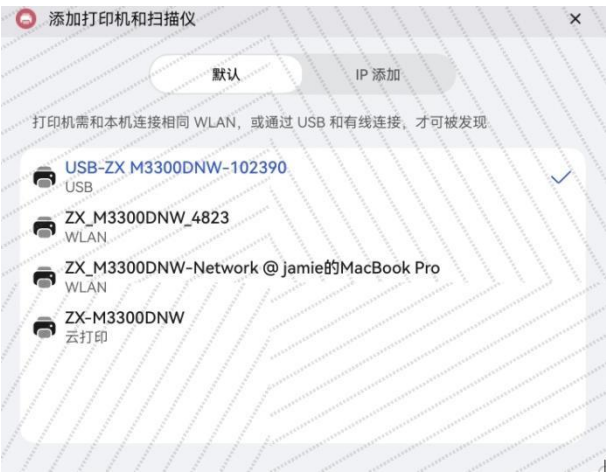 添加打印机和扫描仪
默认
IP 添加
打印机需和本机连接相同 WLAN，或通过 USB 和有线连接，才可被发现
USB-ZX M3300DNW-102390
USB
ZX_M3300DNW_4823
WLAN
ZX_M3300DNW-Network @ jamie的MacBook Pro
WLAN
ZX-M3300DNW
云打印